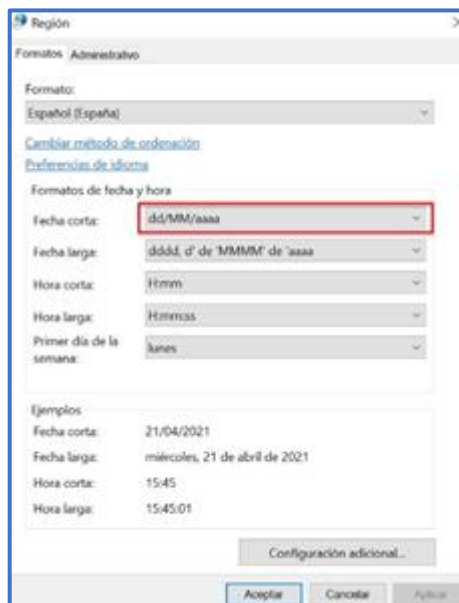 Región
Formatos Administrativo
Formato:
Español (España)
Cambiar método de ordenación
Preferencias de idioma
Formatos de fecha y hora
Fecha corta: dd/MM/aaaa
Fecha larga: dddd, d' de 'MMMM' de 'aaaa
Hora corta: H:mm
Hora larga: H:mm:ss
Primer día de la semana: lunes
Ejemplos
Fecha corta: 21/04/2021
Fecha larga: miércoles, 21 de abril de 2021
Hora corta: 15:45
Hora larga: 15:45:01
Configuración adicional...
Aceptar Cancelar Aplicar